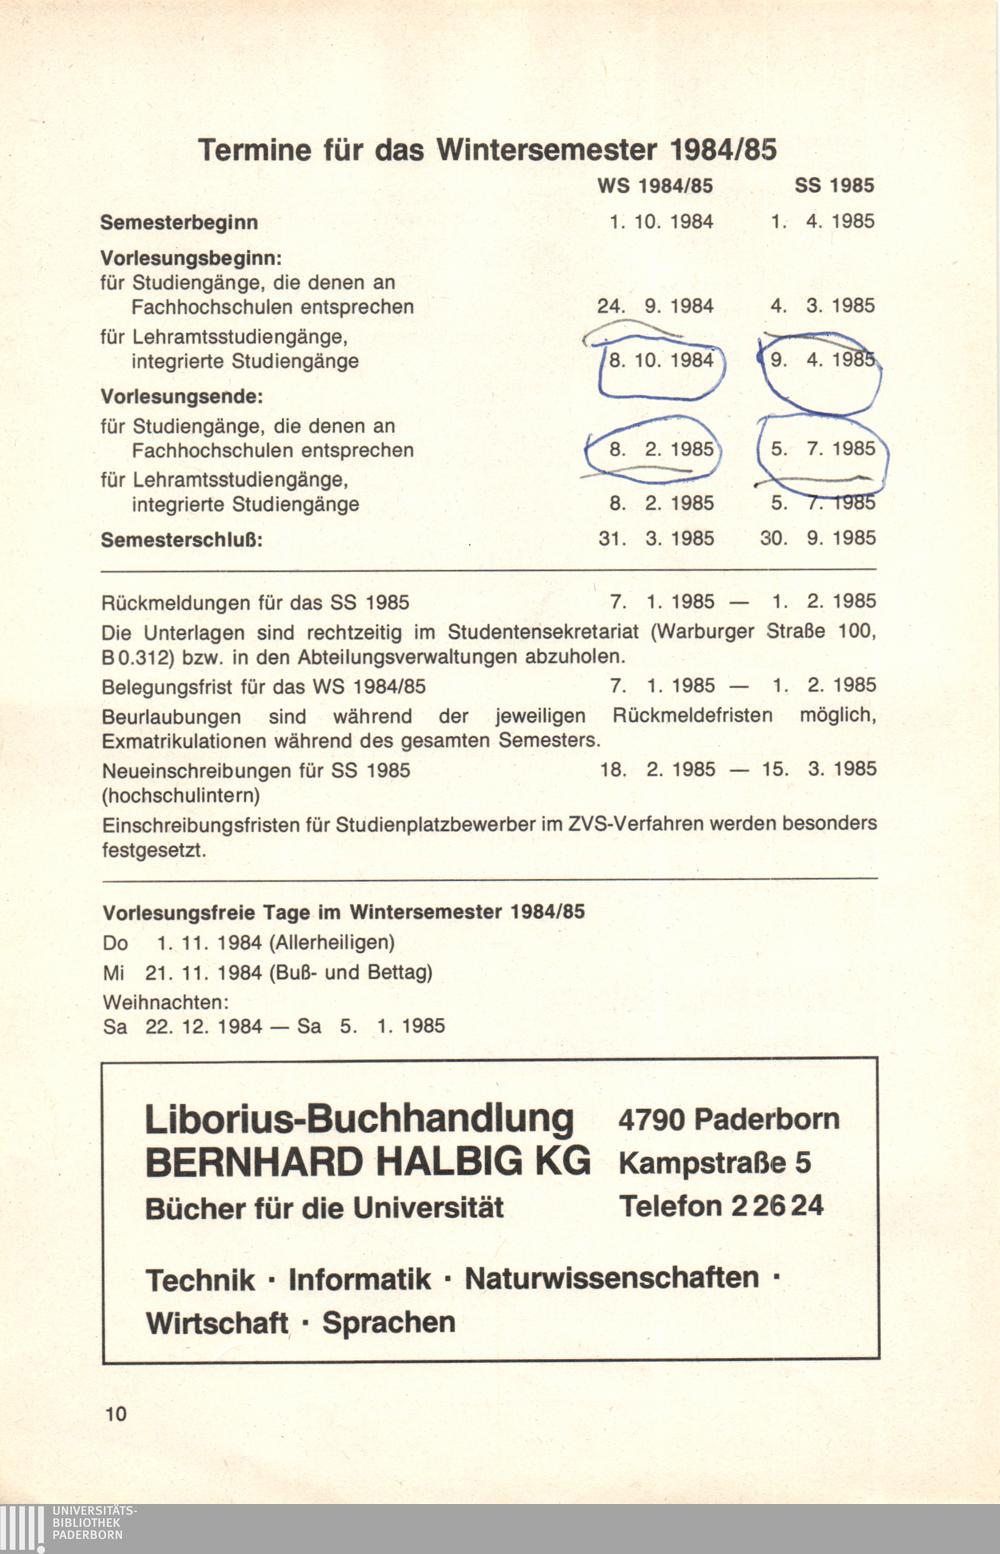 Termine für das Wintersemester 1984/85
WS 1984/85 SS 1985
Semesterbeginn 1. 10. 1984 1. 4. 1985
Vorlesungsbeginn:
für Studiengänge, die denen an
Fachhochschulen entsprechen 24. 9. 1984 4. 3. 1985
für Lehramtsstudiengänge,
integrierte Studiengänge 8. 10. 1984 9. 4. 1985
Vorlesungsende:
für Studiengänge, die denen an
Fachhochschulen entsprechen 8. 2. 1985 5. 7. 1985
für Lehramtsstudiengänge,
integrierte Studiengänge 8. 2. 1985 5. 7. 1985
Semesterschluß: 31. 3. 1985 30. 9. 1985
Rückmeldungen für das SS 1985 7. 1. 1985 — 1. 2. 1985
Die Unterlagen sind rechtzeitig im Studentensekretariat (Warburger Straße 100,
B 0.312) bzw. in den Abteilungsverwaltungen abzuholen.
Belegungsfrist für das WS 1984/85 7. 1. 1985 — 1. 2. 1985
Beurlaubungen sind während der jeweiligen Rückmeldefristen möglich,
Exmatrikulationen während des gesamten Semesters.
Neueinschreibungen für SS 1985 18. 2. 1985 — 15. 3. 1985
(hochschulintern)
Einschreibungsfristen für Studienplatzbewerber im ZVS-Verfahren werden besonders
festgesetzt.
Vorlesungsfreie Tage im Wintersemester 1984/85
Do 1. 11. 1984 (Allerheiligen)
Mi 21. 11. 1984 (Buß- und Bettag)
Weihnachten:
Sa 22. 12. 1984 — Sa 5. 1. 1985
Liborius-Buchhandlung 4790 Paderborn
BERNHARD HALBIG KG Kampstraße 5
Bücher für die Universität Telefon 2 26 24
Technik · Informatik · Naturwissenschaften ·
Wirtschaft · Sprachen
10
UNIVERSITÄTS-
BIBLIOTHEK
PADERBORN